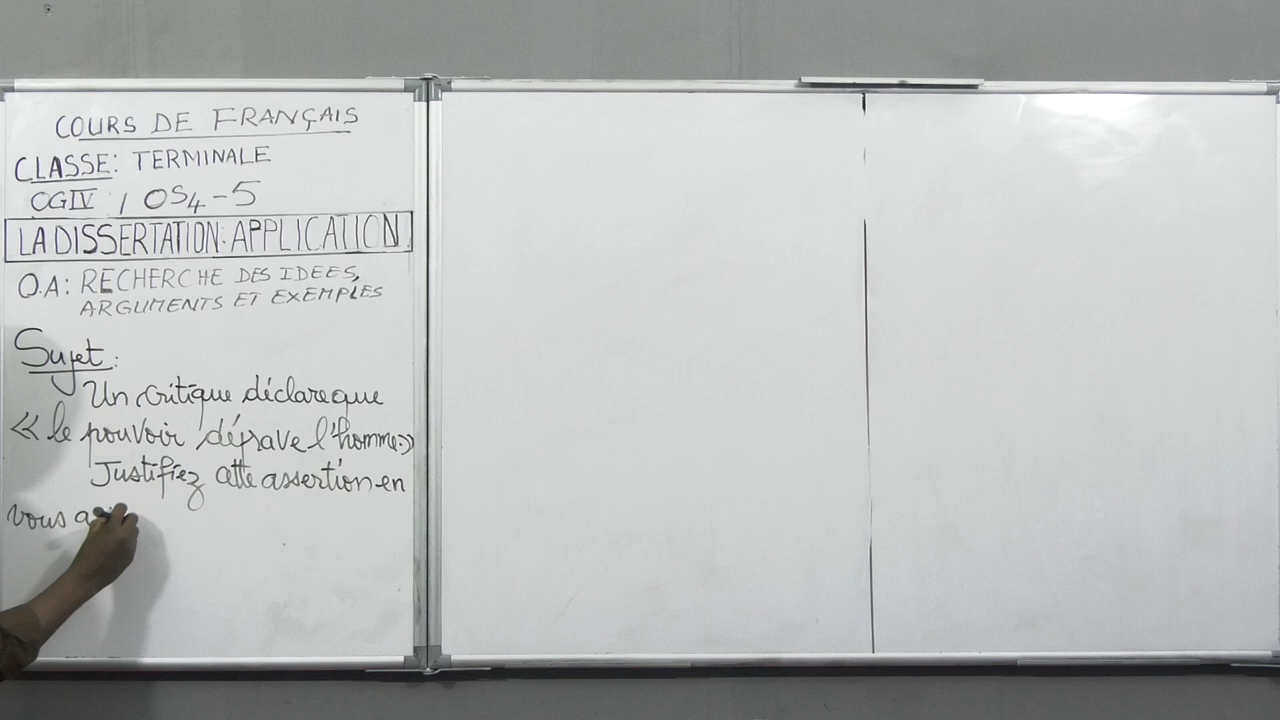 COURS DE FRANÇAIS
CLASSE: TERMINALE
CGIV / OS4-5
LA DISSERTATION: APPLICATION
O.A: RECHERCHE DES IDEES,
ARGUMENTS ET EXEMPLES
Sujet:
Un critique déclare que
« le pouvoir déprave l'homme»
Justifiez cette assertion en
vous a